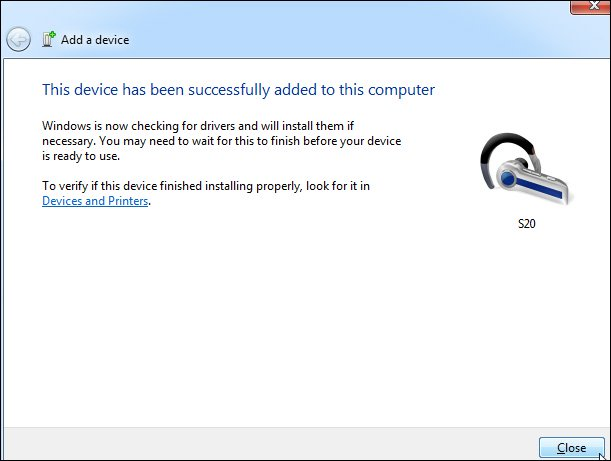 Add a device
This device has been successfully added to this computer
Windows is now checking for drivers and will install them if
necessary. You may need to wait for this to finish before your device
is ready to use.
To verify if this device finished installing properly, look for it in
Devices and Printers.
S20
Close